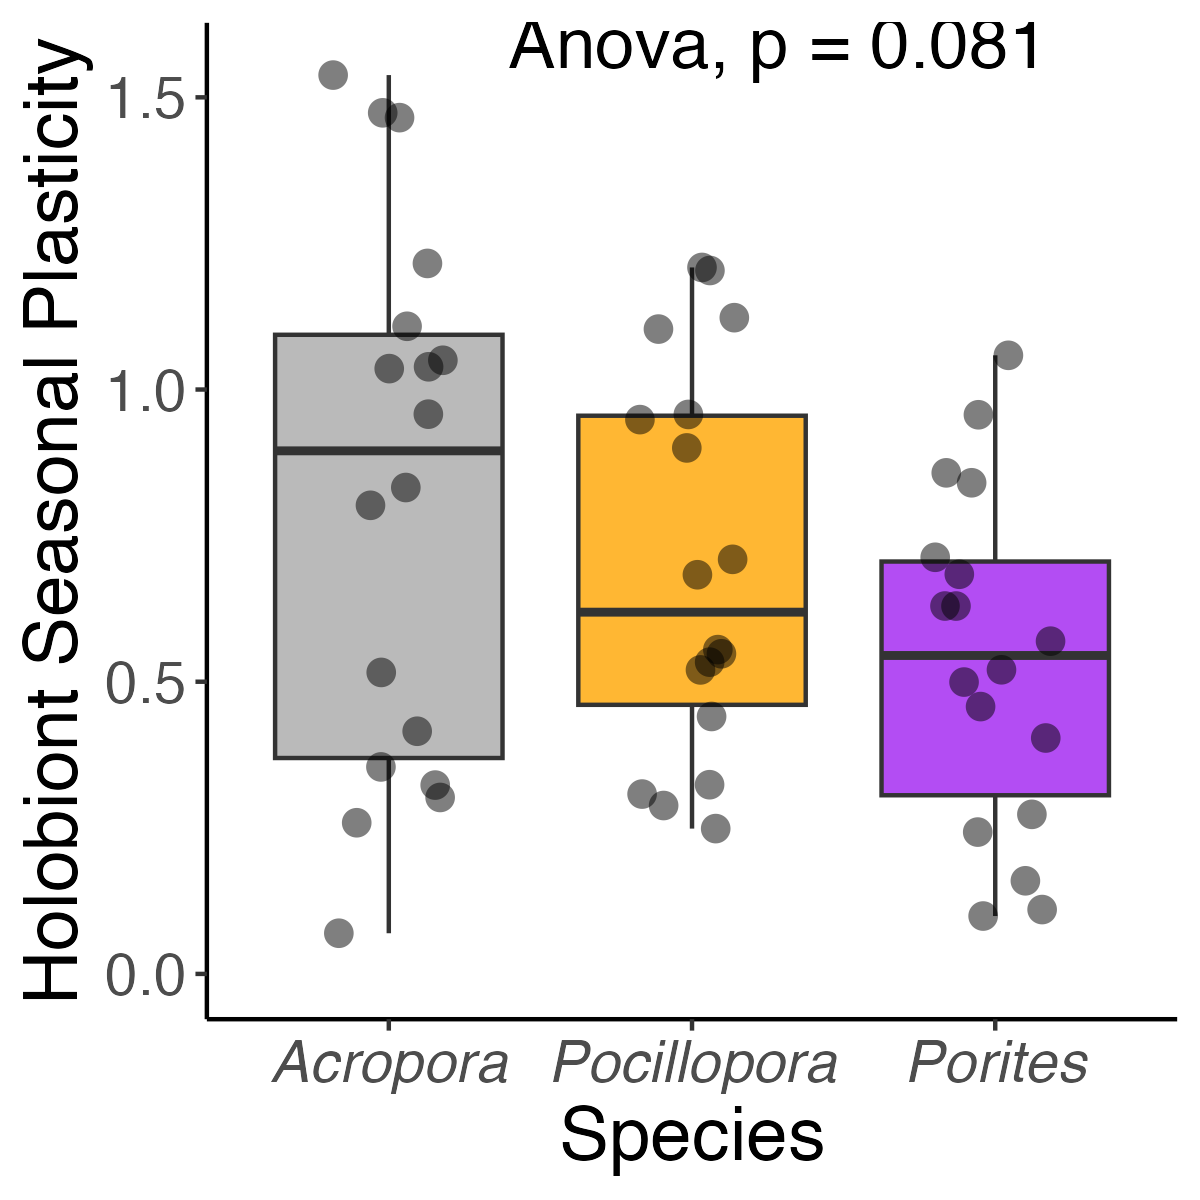 Anova, p = 0.081
Holobiont Seasonal Plasticity
1.5
1.0
0.5
0.0
Acropora Pocillopora Porites
Species